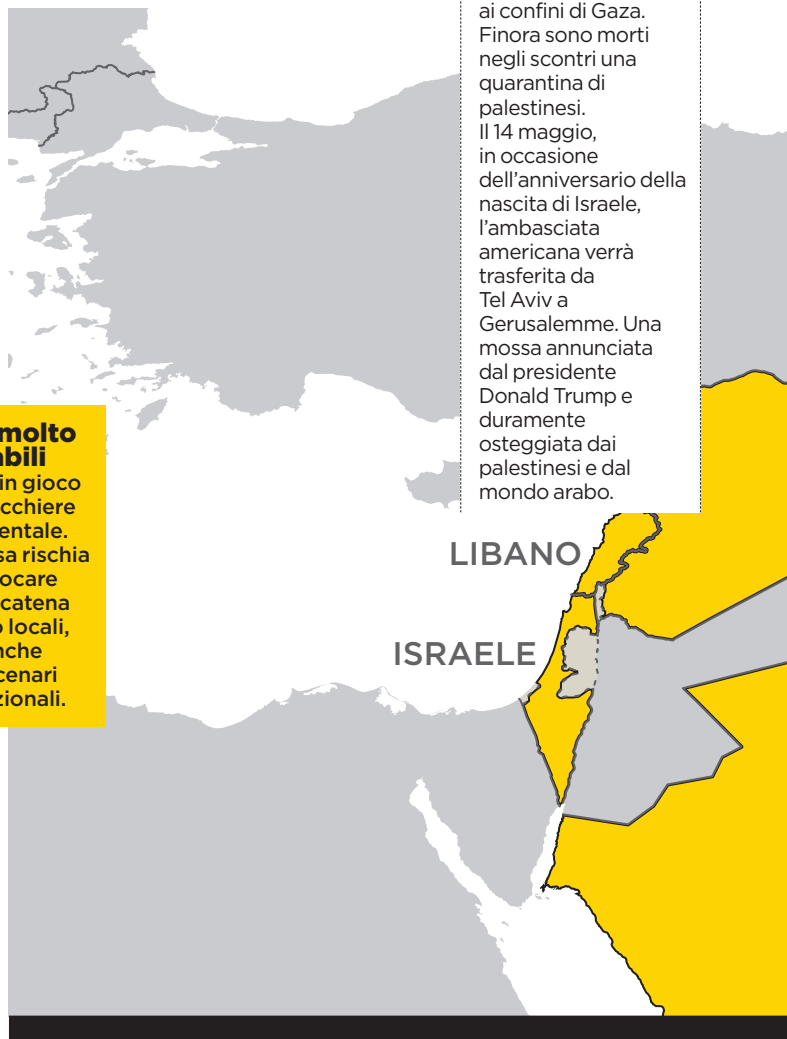 ai confini di Gaza.
Finora sono morti
negli scontri una
quarantina di
palestinesi.
Il 14 maggio,
in occasione
dell'anniversario della
nascita di Israele,
l'ambasciata
americana verrà
trasferita da
Tel Aviv a
Gerusalemme. Una
mossa annunciata
dal presidente
Donald Trump e
duramente
osteggiata dai
palestinesi e dal
mondo arabo.
molto
abili
in gioco
cchiere
entale.
sa rischia
ocare
catena
o locali,
nche
cenari
zionali.
LIBANO
ISRAELE